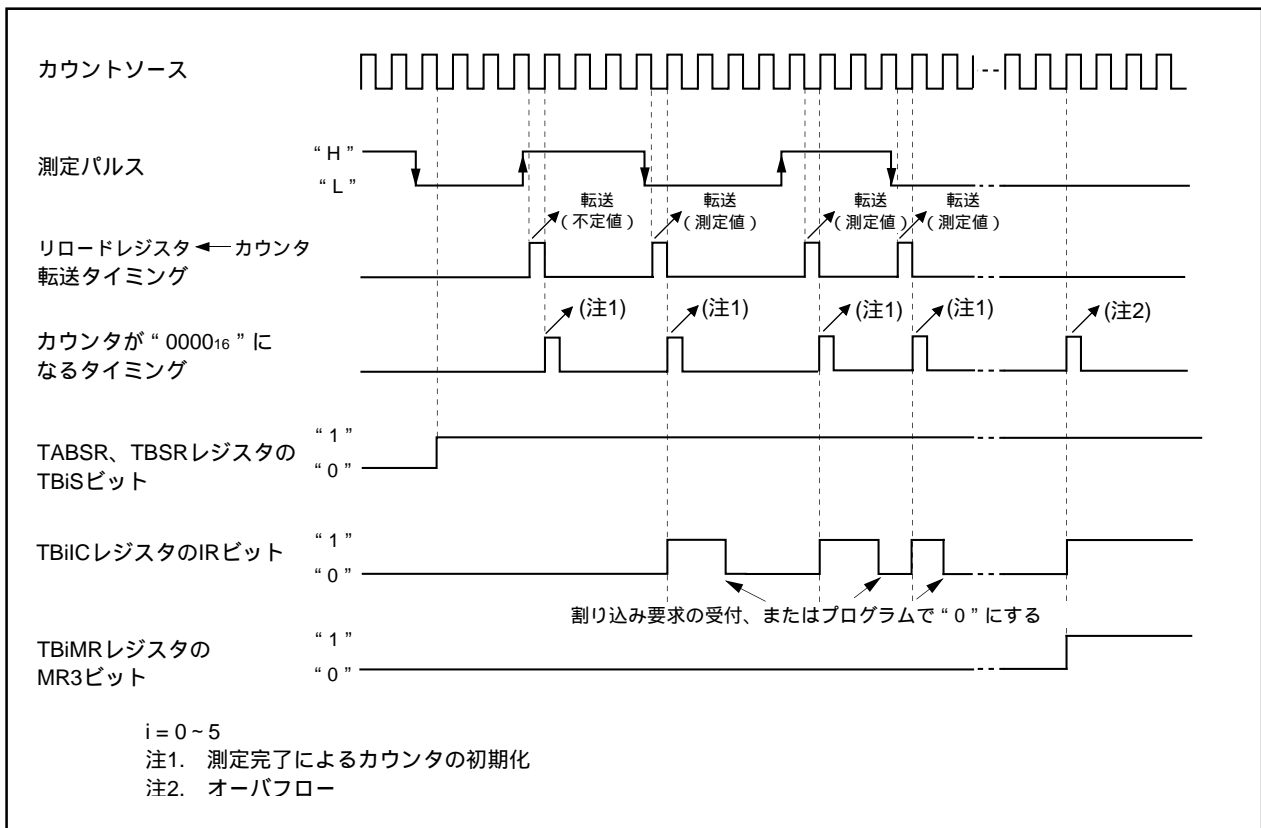 カウントソース
測定パルス
“ H ”
“ L ”
転送
( 不定値 )
転送
( 測定値 )
転送
( 測定値 )
転送
( 測定値 )
リロードレジスタ ← カウンタ
転送タイミング
(注1)
(注1)
(注1)
(注1)
(注2)
カウンタが “ 0000₁₆ ” に
なるタイミング
TABSR、TBSRレジスタの
TBiSビット
“ 1 ”
“ 0 ”
TBiICレジスタのIRビット
“ 1 ”
“ 0 ”
割り込み要求の受付、またはプログラムで “ 0 ” にする
TBiMRレジスタの
MR3ビット
“ 1 ”
“ 0 ”
i = 0 ~ 5
注1. 測定完了によるカウンタの初期化
注2. オーバフロー